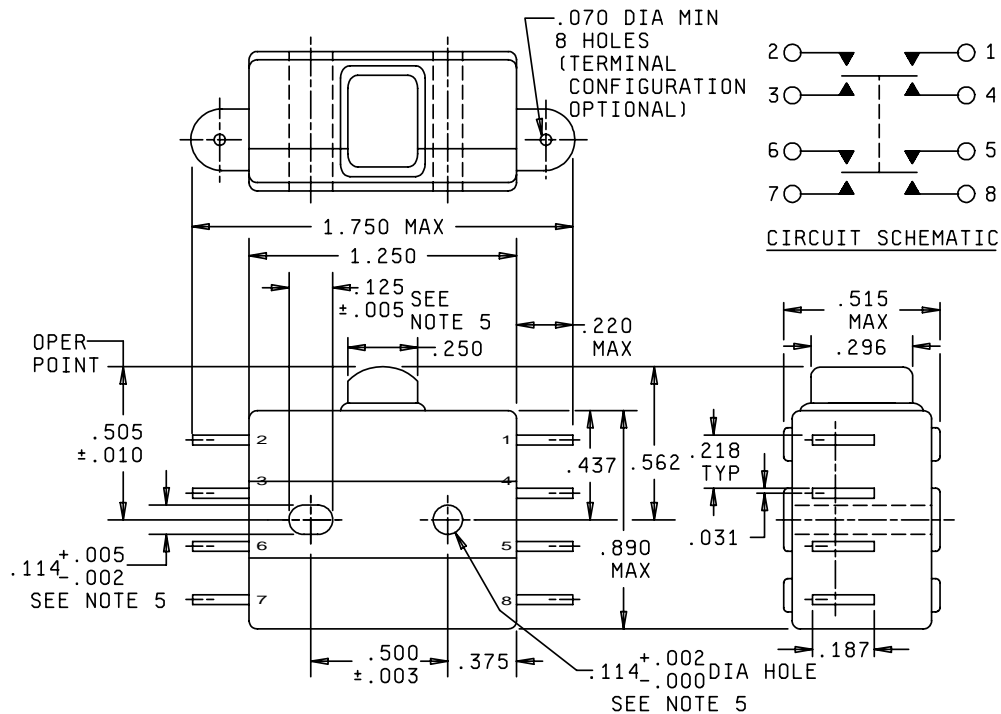 .070 DIA MIN
8 HOLES
(TERMINAL
CONFIGURATION
OPTIONAL)
2 1
3 4
6 5
7 8
CIRCUIT SCHEMATIC
1.750 MAX
1.250
.125
±.005
SEE
NOTE 5
.250
.220
MAX
OPER
POINT
.505
±.010
.114 +.005
-.002
SEE NOTE 5
2 1
3 4
6 5
7 8
.437
.562
.890
MAX
.500
±.003
.375
.114 +.002
-.000 DIA HOLE
SEE NOTE 5
.515
MAX
.296
.218
TYP
.031
.187